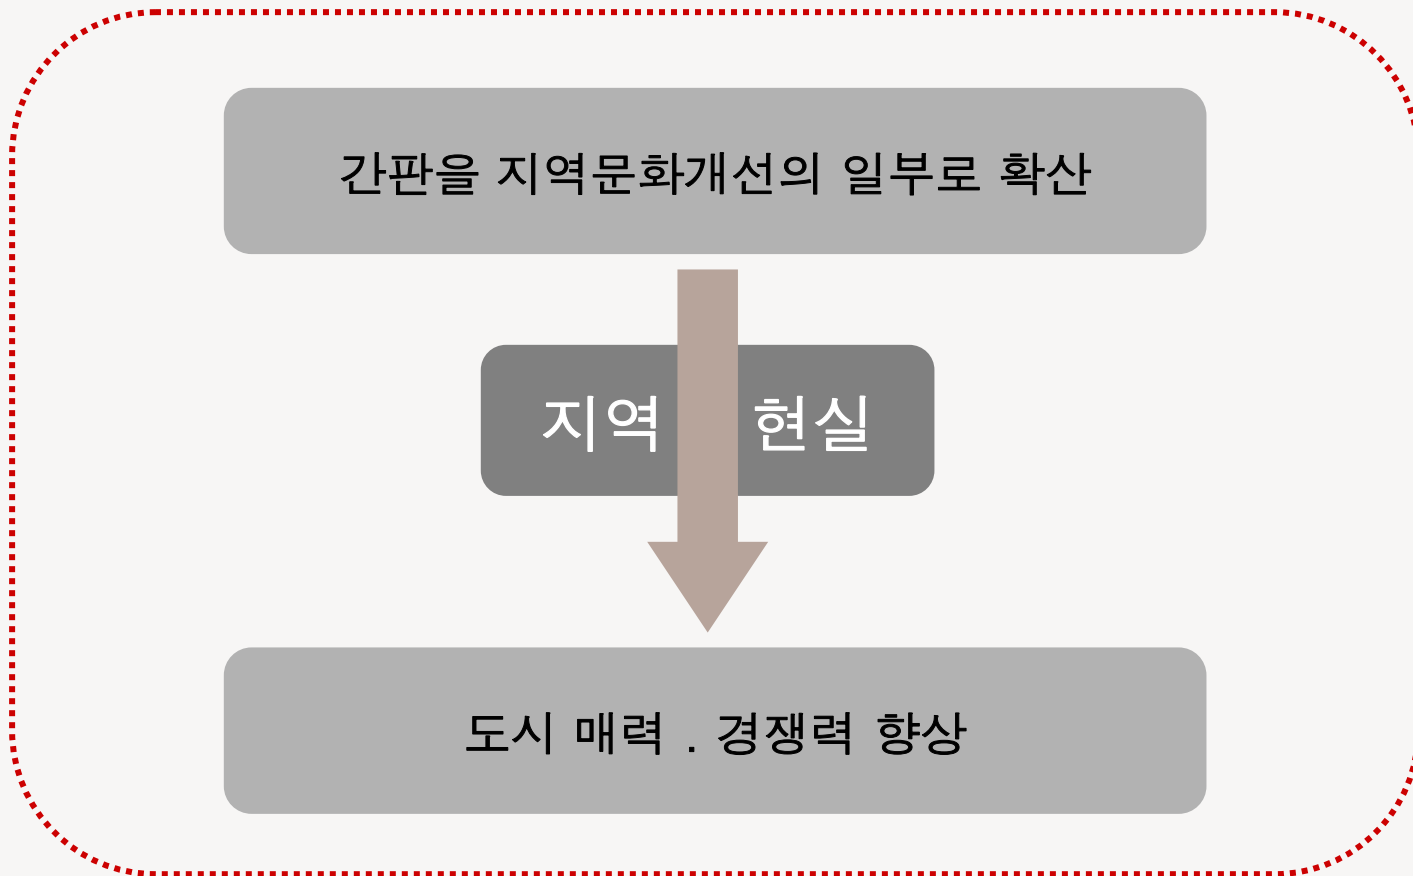 간판을 지역문화개선의 일부로 확산
지역 현실
도시 매력 . 경쟁력 향상